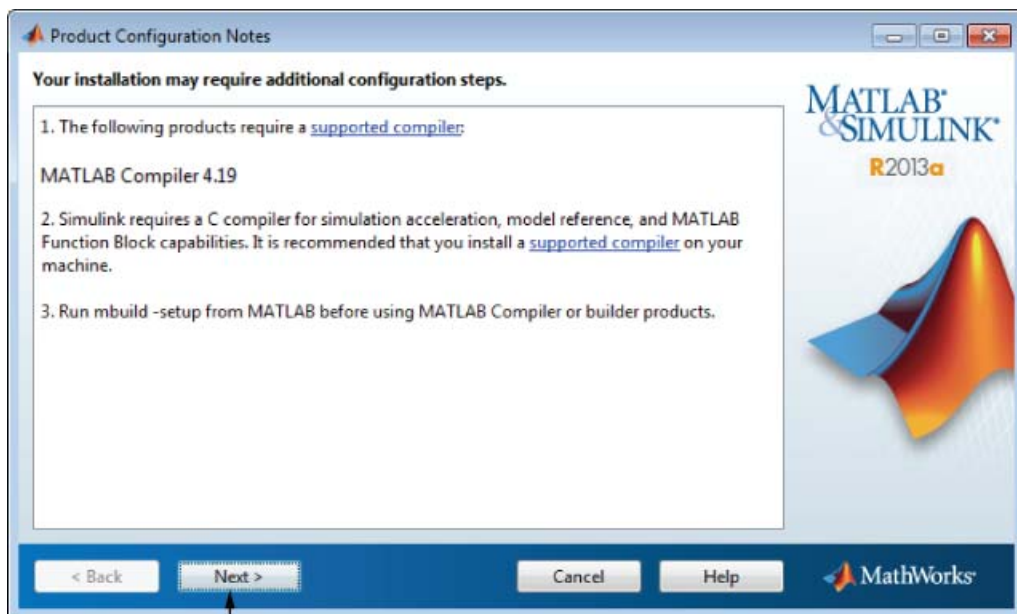 Product Configuration Notes
Your installation may require additional configuration steps.
1. The following products require a supported compiler:
MATLAB Compiler 4.19
2. Simulink requires a C compiler for simulation acceleration, model reference, and MATLAB
Function Block capabilities. It is recommended that you install a supported compiler on your
machine.
3. Run mbuild -setup from MATLAB before using MATLAB Compiler or builder products.
MATLAB®
&SIMULINK®
R2013a
< Back
Next >
Cancel
Help
MathWorks®